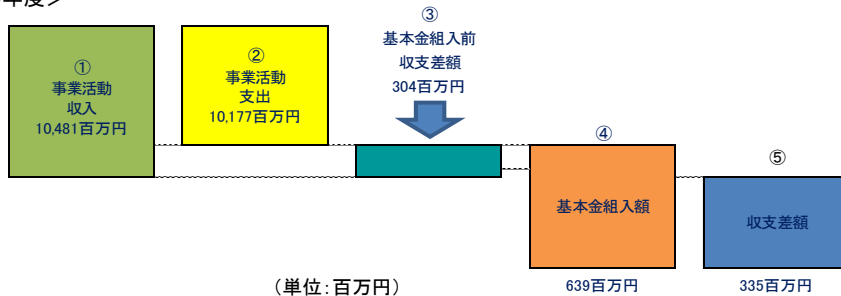 年度＞
①
事業活動
収入
10,481百万円
②
事業活動
支出
10,177百万円
③
基本金組入前
収支差額
304百万円
④
基本金組入額
639百万円
⑤
収支差額
335百万円
（単位：百万円）